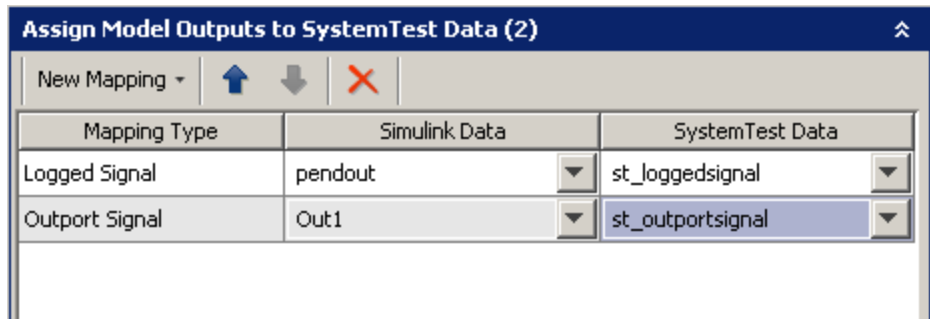 Assign Model Outputs to SystemTest Data (2)
New Mapping
Mapping Type Simulink Data SystemTest Data
Logged Signal pendout st_loggedsignal
Outport Signal Out1 st_outportsignal